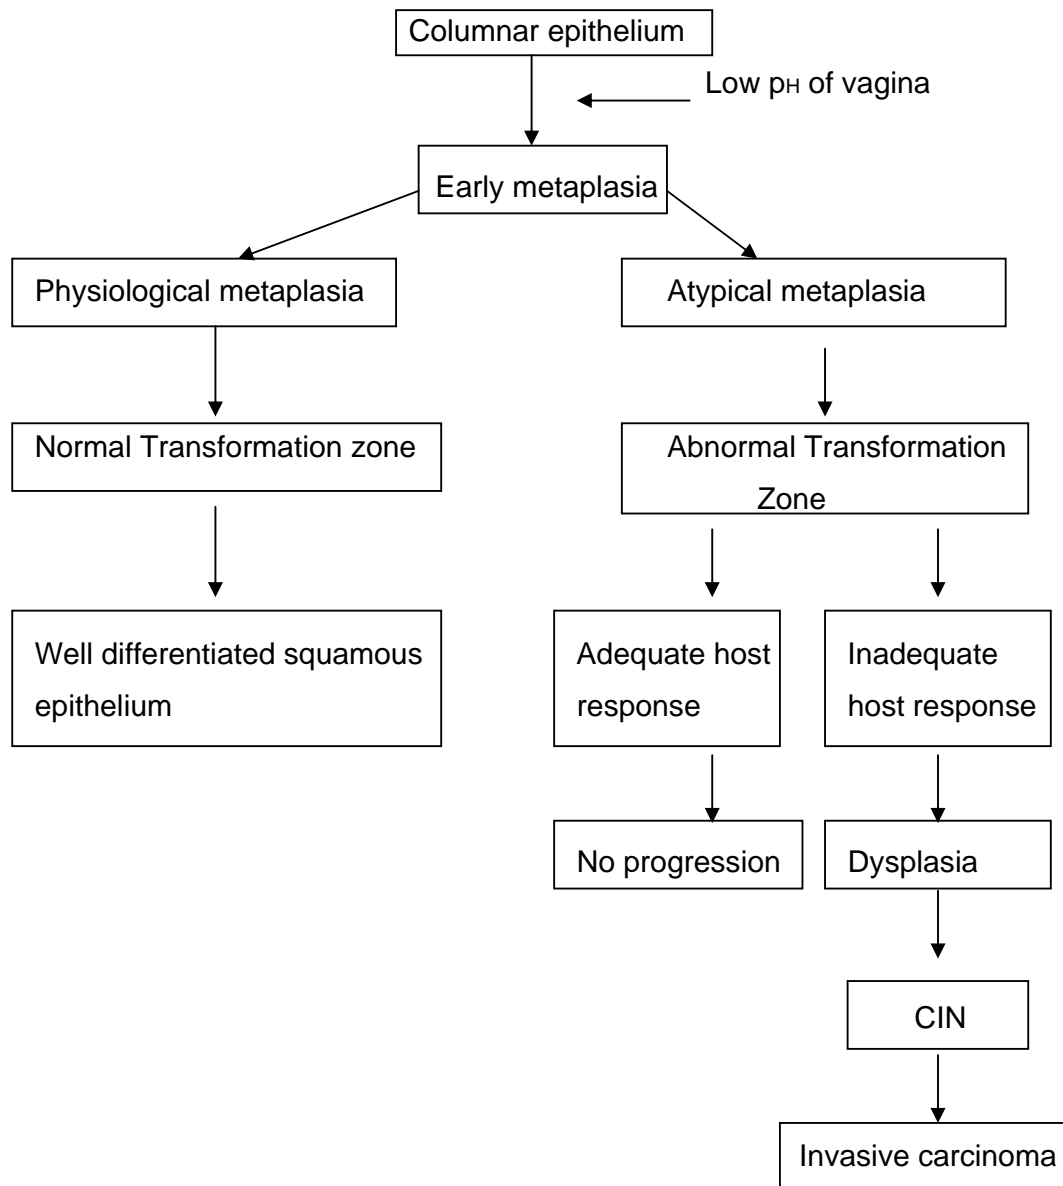 Columnar epithelium
Low pH of vagina
Early metaplasia
Physiological metaplasia
Atypical metaplasia
Normal Transformation zone
Abnormal Transformation
Zone
Well differentiated squamous
epithelium
Adequate host
response
Inadequate
host response
No progression
Dysplasia
CIN
Invasive carcinoma